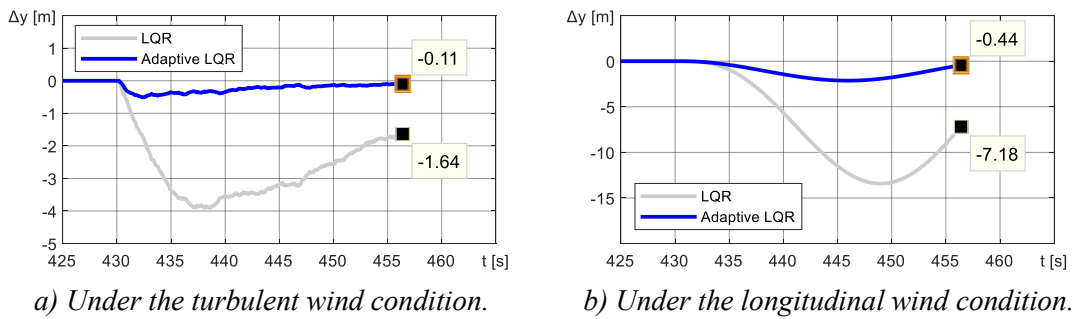 Δy [m]
LQR
Adaptive LQR
1
0
-1
-2
-3
-4
-5
-0.11
-1.64
425 430 435 440 445 450 455 460 t [s]
a) Under the turbulent wind condition.
Δy [m]
0
-5
-10
-15
-0.44
-7.18
LQR
Adaptive LQR
425 430 435 440 445 450 455 460 t [s]
b) Under the longitudinal wind condition.